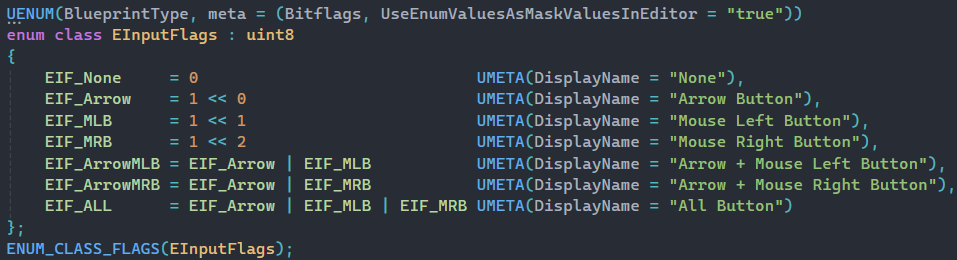 UENUM(BlueprintType, meta = (Bitflags, UseEnumValuesAsMaskValuesInEditor = "true"))
enum class EInputFlags : uint8
{
    EIF_None     = 0                             UMETA(DisplayName = "None"),
    EIF_Arrow    = 1 << 0                        UMETA(DisplayName = "Arrow Button"),
    EIF_MLB      = 1 << 1                        UMETA(DisplayName = "Mouse Left Button"),
    EIF_MRB      = 1 << 2                        UMETA(DisplayName = "Mouse Right Button"),
    EIF_ArrowMLB = EIF_Arrow | EIF_MLB           UMETA(DisplayName = "Arrow + Mouse Left Button"),
    EIF_ArrowMRB = EIF_Arrow | EIF_MRB           UMETA(DisplayName = "Arrow + Mouse Right Button"),
    EIF_ALL      = EIF_Arrow | EIF_MLB | EIF_MRB UMETA(DisplayName = "All Button")
};
ENUM_CLASS_FLAGS(EInputFlags);